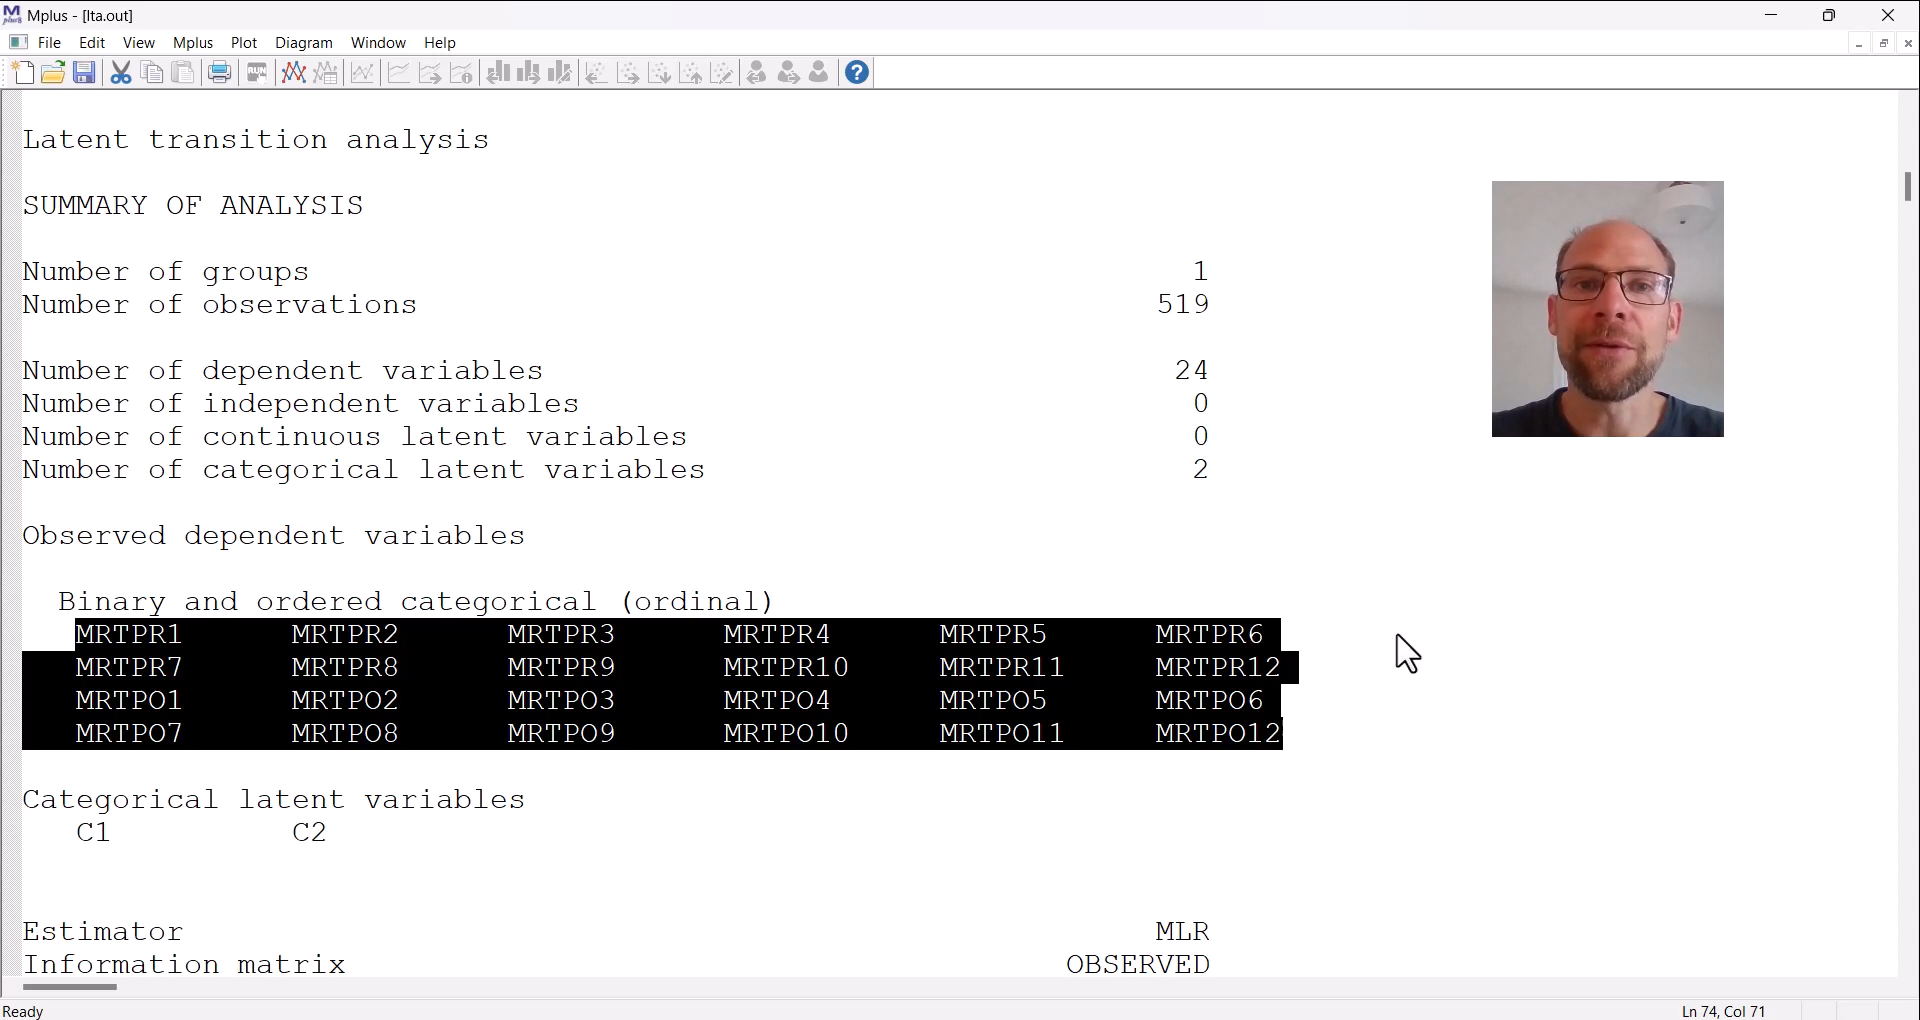 Mplus - [lta.out]
File Edit View Mplus Plot Diagram Window Help
RUN
Latent transition analysis
SUMMARY OF ANALYSIS
Number of groups 1
Number of observations 519
Number of dependent variables 24
Number of independent variables 0
Number of continuous latent variables 0
Number of categorical latent variables 2
Observed dependent variables
Binary and ordered categorical (ordinal)
MRTPR1 MRTPR2 MRTPR3 MRTPR4 MRTPR5 MRTPR6
MRTPR7 MRTPR8 MRTPR9 MRTPR10 MRTPR11 MRTPR12
MRTPO1 MRTPO2 MRTPO3 MRTPO4 MRTPO5 MRTPO6
MRTPO7 MRTPO8 MRTPO9 MRTPO10 MRTPO11 MRTPO12
Categorical latent variables
C1 C2
Estimator MLR
Information matrix OBSERVED
Ready Ln 74, Col 71